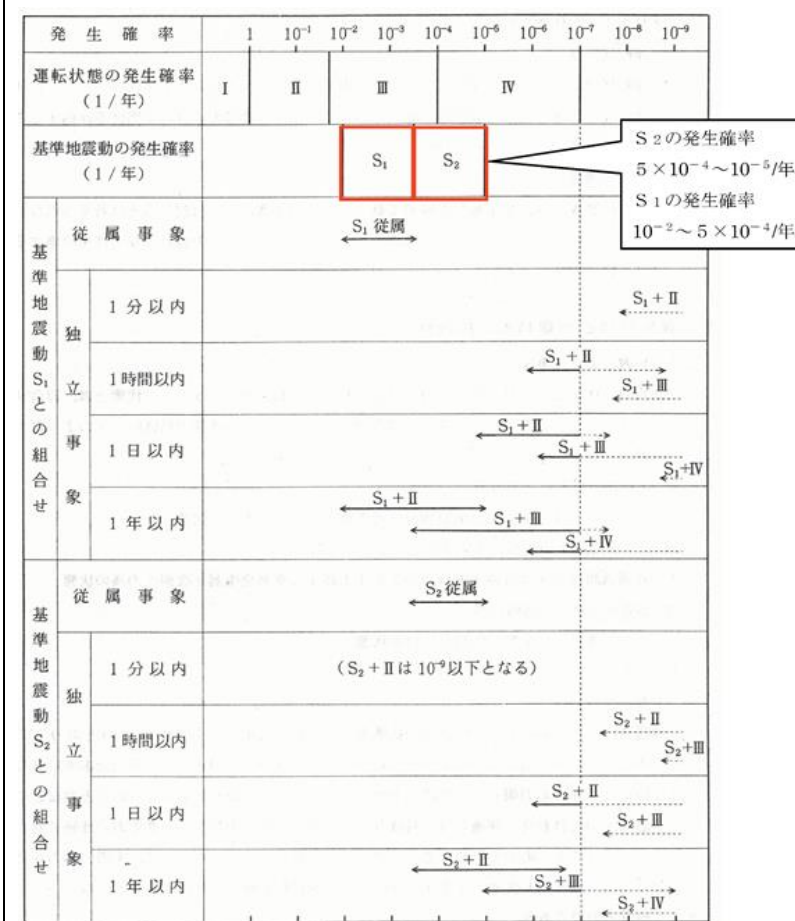 発生確率 1 10⁻¹ 10⁻² 10⁻³ 10⁻⁴ 10⁻⁵ 10⁻⁶ 10⁻⁷ 10⁻⁸ 10⁻⁹
運転状態の発生確率
(1/年)
I II III IV
基準地震動の発生確率
(1/年)
S₁ S₂
S2の発生確率
5×10⁻⁴~10⁻⁵/年
S1の発生確率
10⁻²~5×10⁻⁴/年
基準地震動S₁との組合せ
従属事象
S₁従属
独立事象
1分以内
S₁+II
1時間以内
S₁+II
S₁+III
1日以内
S₁+II
S₁+III
S₁+IV
1年以内
S₁+II
S₁+III
S₁+IV
基準地震動S₂との組合せ
従属事象
S₂従属
独立事象
1分以内
(S₂+IIは10⁻⁹以下となる)
1時間以内
S₂+II
S₂+III
1日以内
S₂+II
S₂+III
1年以内
S₂+II
S₂+III
S₂+IV